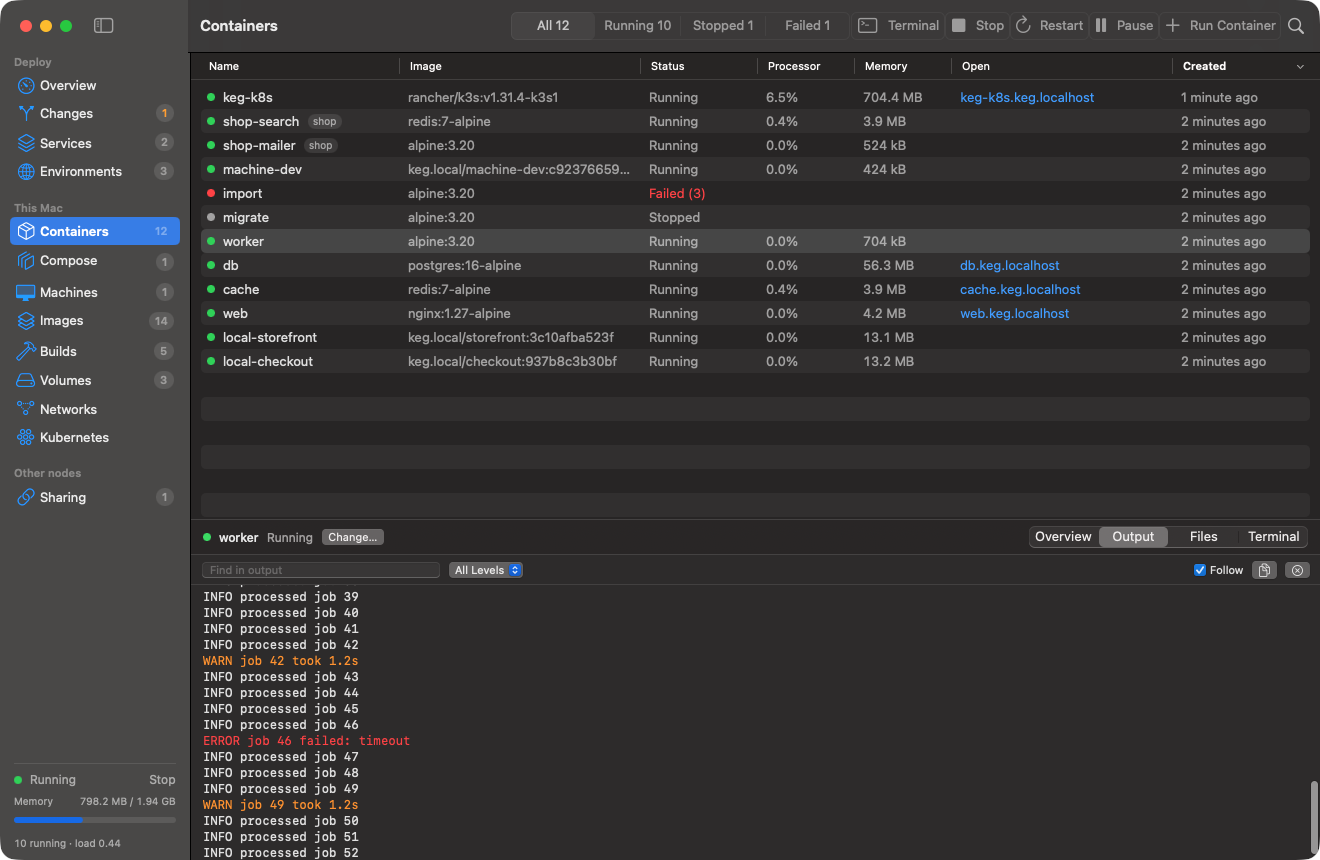 Containers
All 12 Running 10 Stopped 1 Failed 1 Terminal Stop Restart Pause Run Container
Deploy
Overview
Changes 1
Services 2
Environments 3
This Mac
Containers 12
Compose 1
Machines 1
Images 14
Builds 5
Volumes 3
Networks
Kubernetes
Other nodes
Sharing 1
Running Stop
Memory 798.2 MB / 1.94 GB
10 running · load 0.44
Name Image Status Processor Memory Open Created
keg-k8s rancher/k3s:v1.31.4-k3s1 Running 6.5% 704.4 MB keg-k8s.keg.localhost 1 minute ago
shop-search shop redis:7-alpine Running 0.4% 3.9 MB 2 minutes ago
shop-mailer shop alpine:3.20 Running 0.0% 524 kB 2 minutes ago
machine-dev keg.local/machine-dev:c92376659... Running 0.0% 424 kB 2 minutes ago
import alpine:3.20 Failed (3) 2 minutes ago
migrate alpine:3.20 Stopped 2 minutes ago
worker alpine:3.20 Running 0.0% 704 kB 2 minutes ago
db postgres:16-alpine Running 0.0% 56.3 MB db.keg.localhost 2 minutes ago
cache redis:7-alpine Running 0.4% 3.9 MB cache.keg.localhost 2 minutes ago
web nginx:1.27-alpine Running 0.0% 4.2 MB web.keg.localhost 2 minutes ago
local-storefront keg.local/storefront:3c10afba523f Running 0.0% 13.1 MB 2 minutes ago
local-checkout keg.local/checkout:937b8c3b30bf Running 0.0% 13.2 MB 2 minutes ago
worker Running Change... Overview Output Files Terminal
Find in output All Levels Follow
INFO processed job 39
INFO processed job 40
INFO processed job 41
INFO processed job 42
WARN job 42 took 1.2s
INFO processed job 43
INFO processed job 44
INFO processed job 45
INFO processed job 46
ERROR job 46 failed: timeout
INFO processed job 47
INFO processed job 48
INFO processed job 49
WARN job 49 took 1.2s
INFO processed job 50
INFO processed job 51
INFO processed job 52